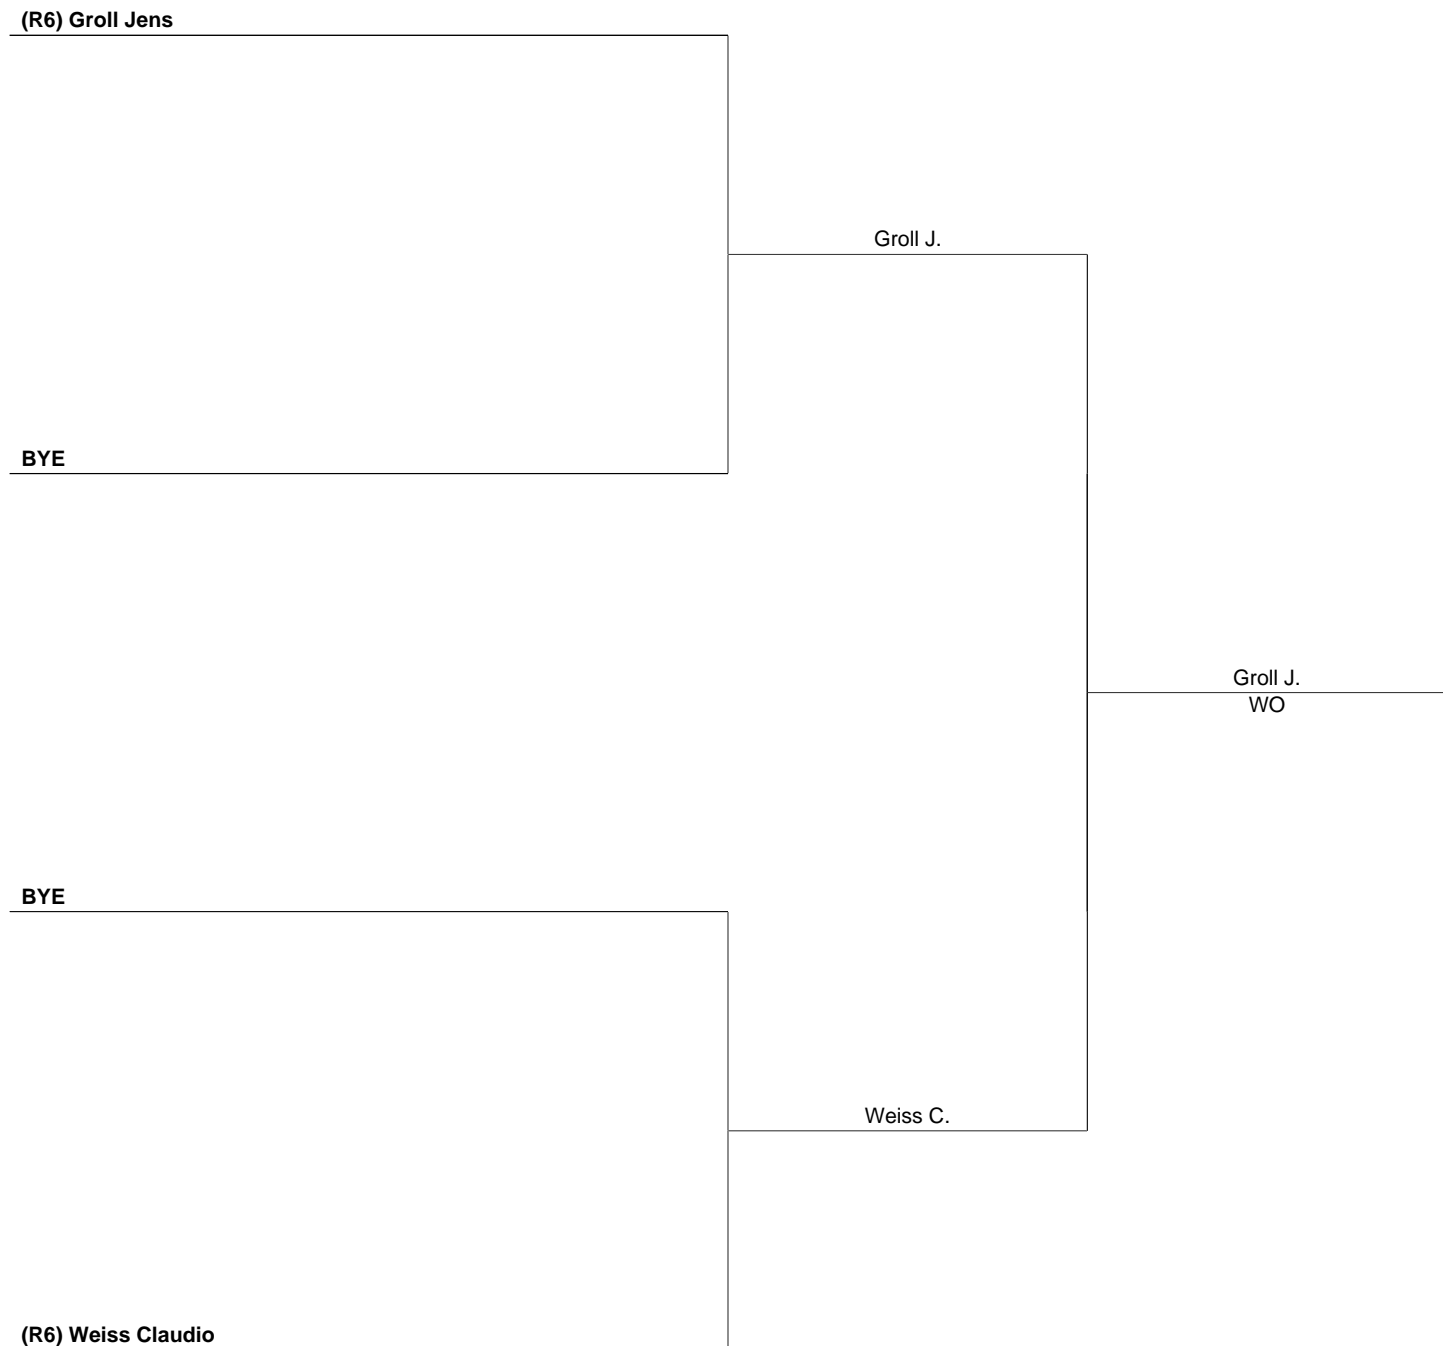 (R6) Groll Jens
Groll J.
BYE
Groll J.
WO
BYE
Weiss C.
(R6) Weiss Claudio